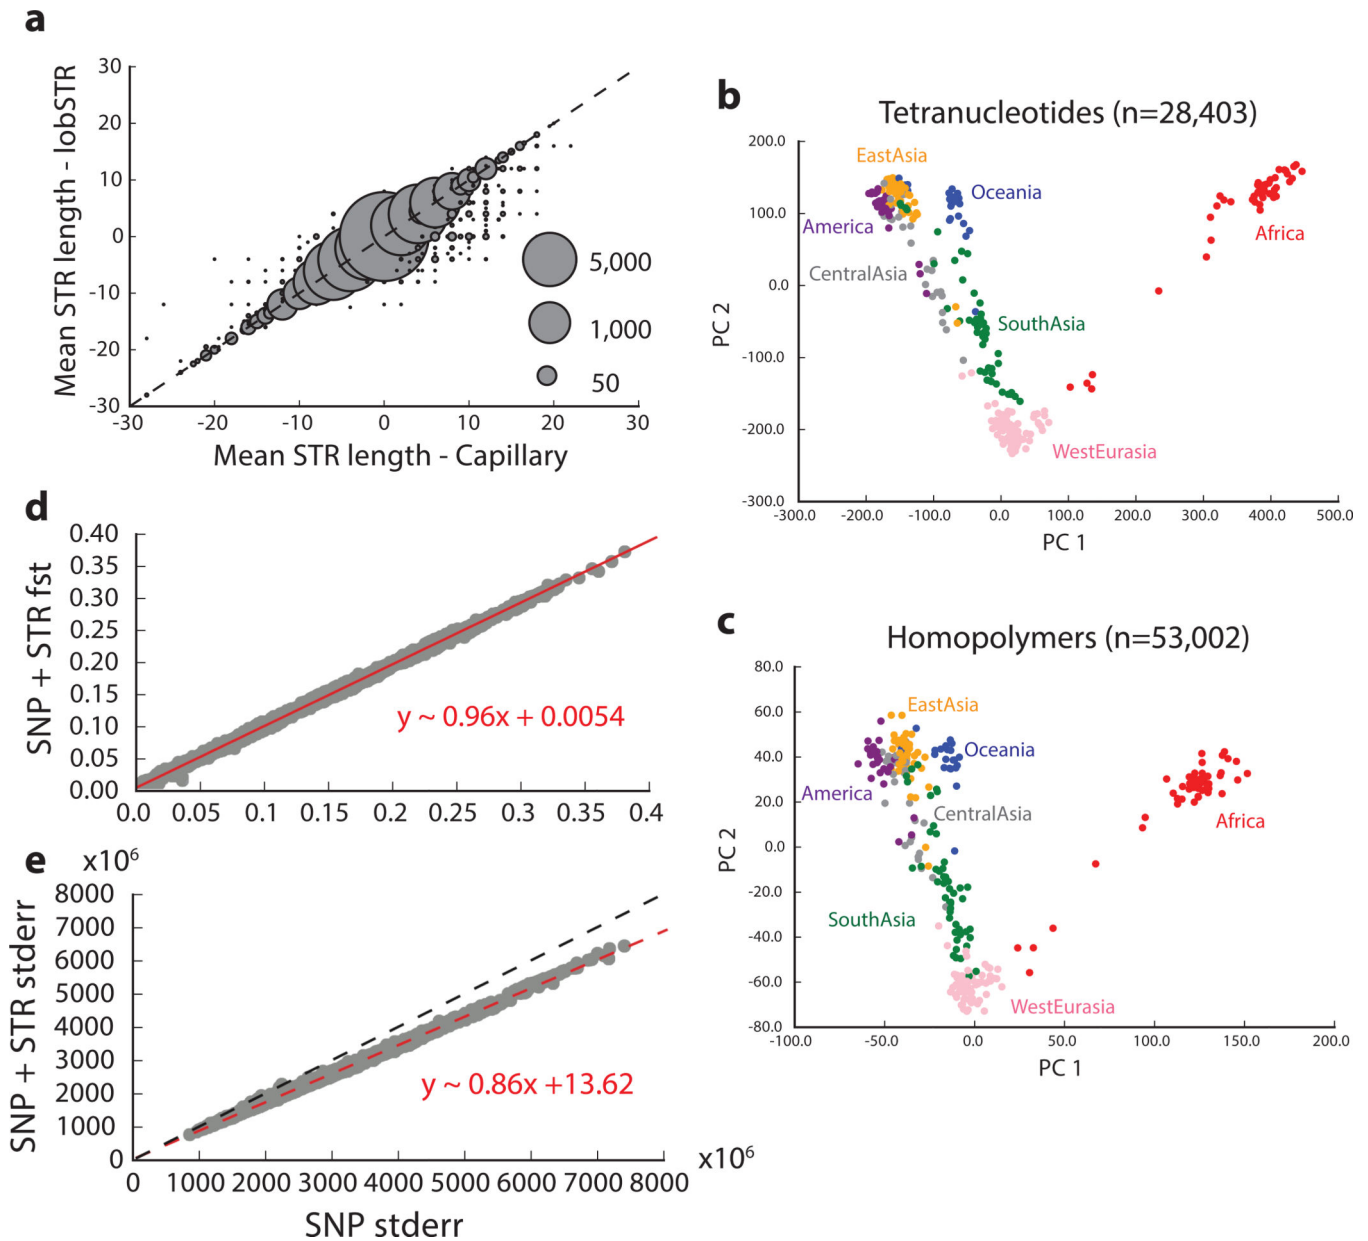 a
Mean STR length - lobSTR
30
20
10
0
-10
-20
-30
-30
-20
-10
0
10
20
30
Mean STR length - Capillary
5,000
1,000
50
b
Tetranucleotides (n=28,403)
PC 2
200.0
100.0
0.0
-100.0
-200.0
-300.0
-300.0
-200.0
-100.0
0.0
100.0
200.0
300.0
400.0
500.0
PC 1
EastAsia
Oceania
America
Africa
CentralAsia
SouthAsia
WestEurasia
c
Homopolymers (n=53,002)
PC 2
80.0
60.0
40.0
20.0
0.0
-20.0
-40.0
-60.0
-80.0
-100.0
-50.0
0.0
50.0
100.0
150.0
200.0
PC 1
EastAsia
Oceania
America
CentralAsia
Africa
SouthAsia
WestEurasia
d
SNP + STR fst
0.40
0.30
0.25
0.20
0.15
0.10
0.05
0.00
0.0
0.05
0.1
0.15
0.2
0.25
0.3
0.35
0.4
y ~ 0.96x + 0.0054
e
x10⁶
SNP + STR stderr
8000
7000
6000
5000
4000
3000
2000
1000
0
0
1000
2000
3000
4000
5000
6000
7000
8000
x10⁶
y ~ 0.86x +13.62
SNP stderr